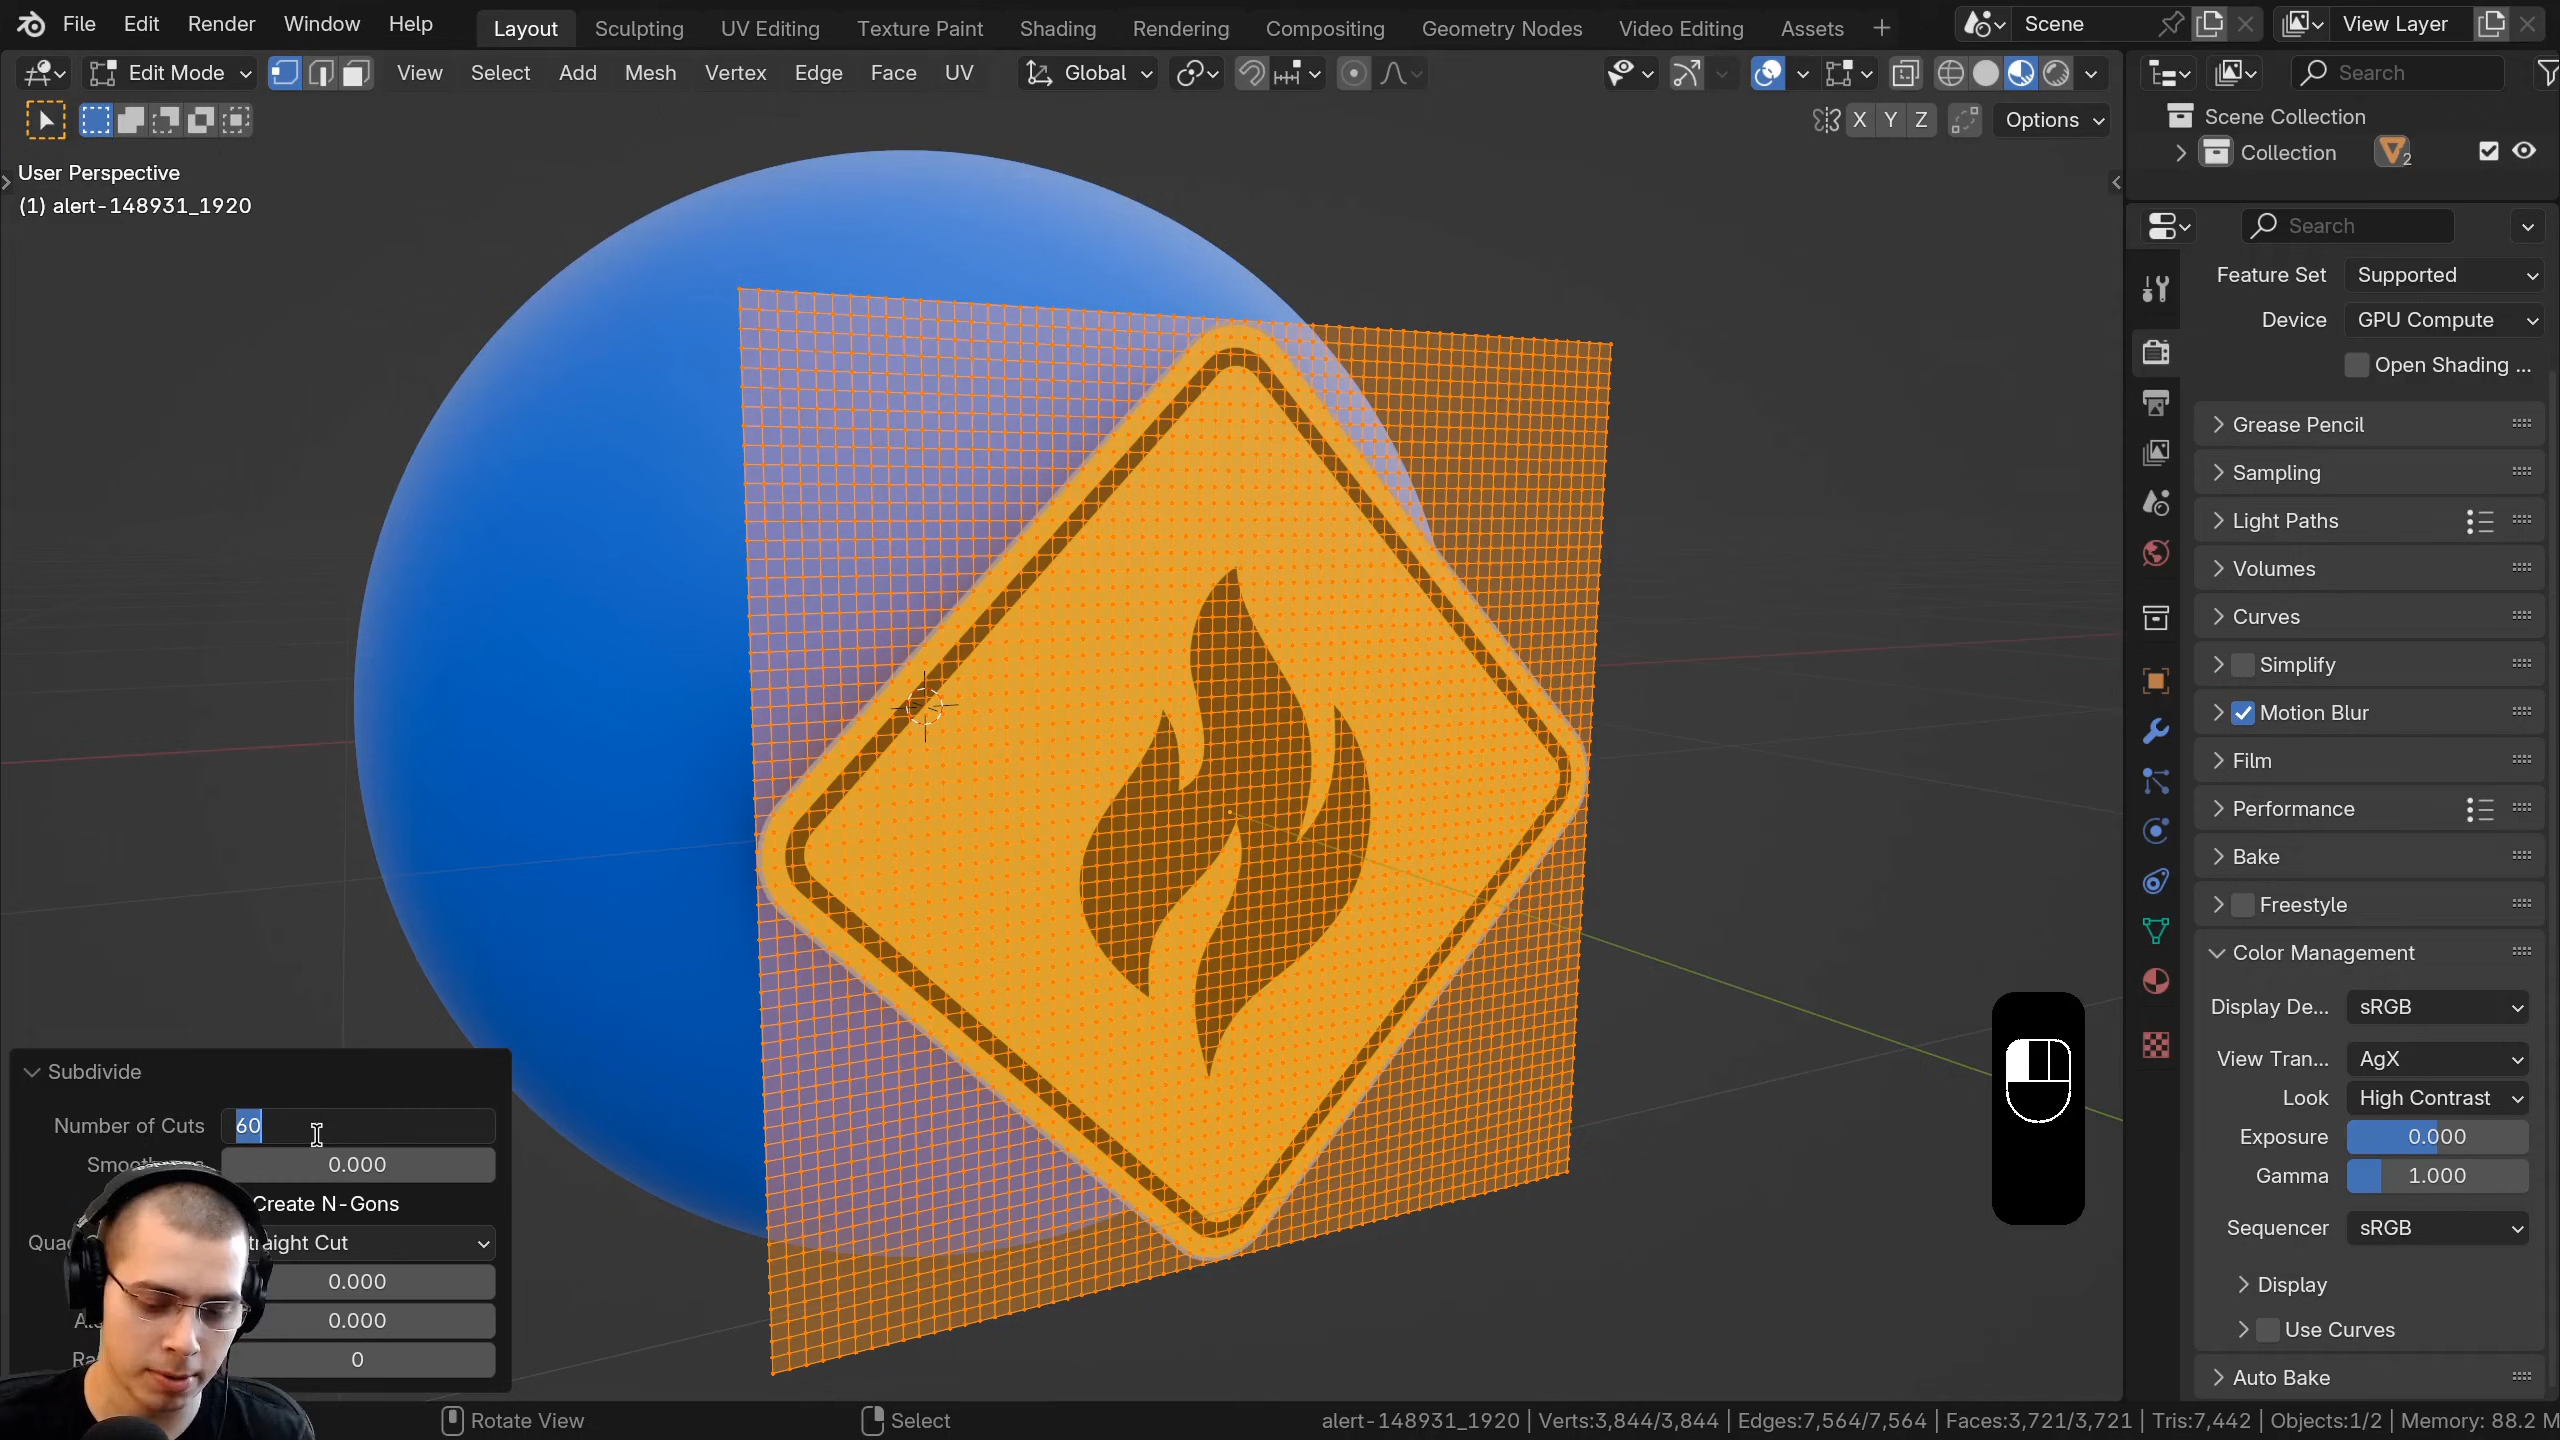 File Edit Render Window Help Layout Sculpting UV Editing Texture Paint Shading Rendering Compositing Geometry Nodes Video Editing Assets Scene View Layer
Edit Mode View Select Add Mesh Vertex Edge Face UV Global Search
X Y Z Options
User Perspective
(1) alert-148931_1920
Scene Collection
Collection 2
Search
Feature Set Supported
Device GPU Compute
Open Shading ...
Grease Pencil
Sampling
Light Paths
Volumes
Curves
Simplify
Motion Blur
Film
Performance
Bake
Freestyle
Color Management
Display De... sRGB
View Tran... AgX
Look High Contrast
Exposure 0.000
Gamma 1.000
Sequencer sRGB
Display
Use Curves
Auto Bake
Subdivide
Number of Cuts 60
0.000
Create N-Gons
0.000
0.000
0
Rotate View Select alert-148931_1920 | Verts:3,844/3,844 | Edges:7,564/7,564 | Faces:3,721/3,721 | Tris:7,442 | Objects:1/2 | Memory: 88.2 M